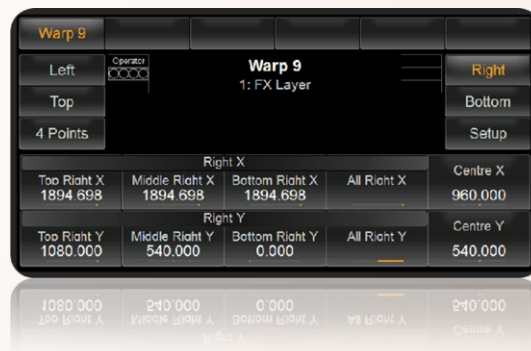 Warp 9
Left
Operator
Warp 9
Right
1: FX Layer
Top
Bottom
4 Points
Setup
Right X
Top Right X
Middle Right X
Bottom Right X
All Right X
Centre X
1894.698
1894.698
1894.698
960.000
Right Y
Top Right Y
Middle Right Y
Bottom Right Y
All Right Y
Centre Y
1080.000
540.000
0.000
540.000